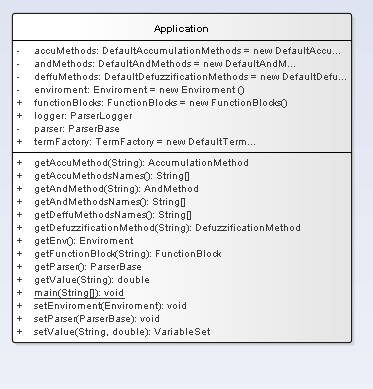 Application
- accuMethods: DefaultAccumulationMethods = new DefaultAccu...
- andMethods: DefaultAndMethods = new DefaultAndM...
- deffuMethods: DefaultDefuzzificationMethods = new DefaultDefu...
- enviroment: Enviroment = new Enviroment ()
+ functionBlocks: FunctionBlocks = new FunctionBlocks()
+ logger: ParserLogger
- parser: ParserBase
+ termFactory: TermFactory = new DefaultTerm...
+ getAccuMethod(String): AccumulationMethod
+ getAccuMethodsNames(): String[]
+ getAndMethod(String): AndMethod
+ getAndMethodsNames(): String[]
+ getDeffuMethodsNames(): String[]
+ getDefuzzificationMethod(String): DefuzzificationMethod
+ getEnv(): Enviroment
+ getFunctionBlock(String): FunctionBlock
+ getParser(): ParserBase
+ getValue(String): double
+ main(String[]): void
+ setEnviroment(Enviroment): void
+ setParser(ParserBase): void
+ setValue(String, double): VariableSet